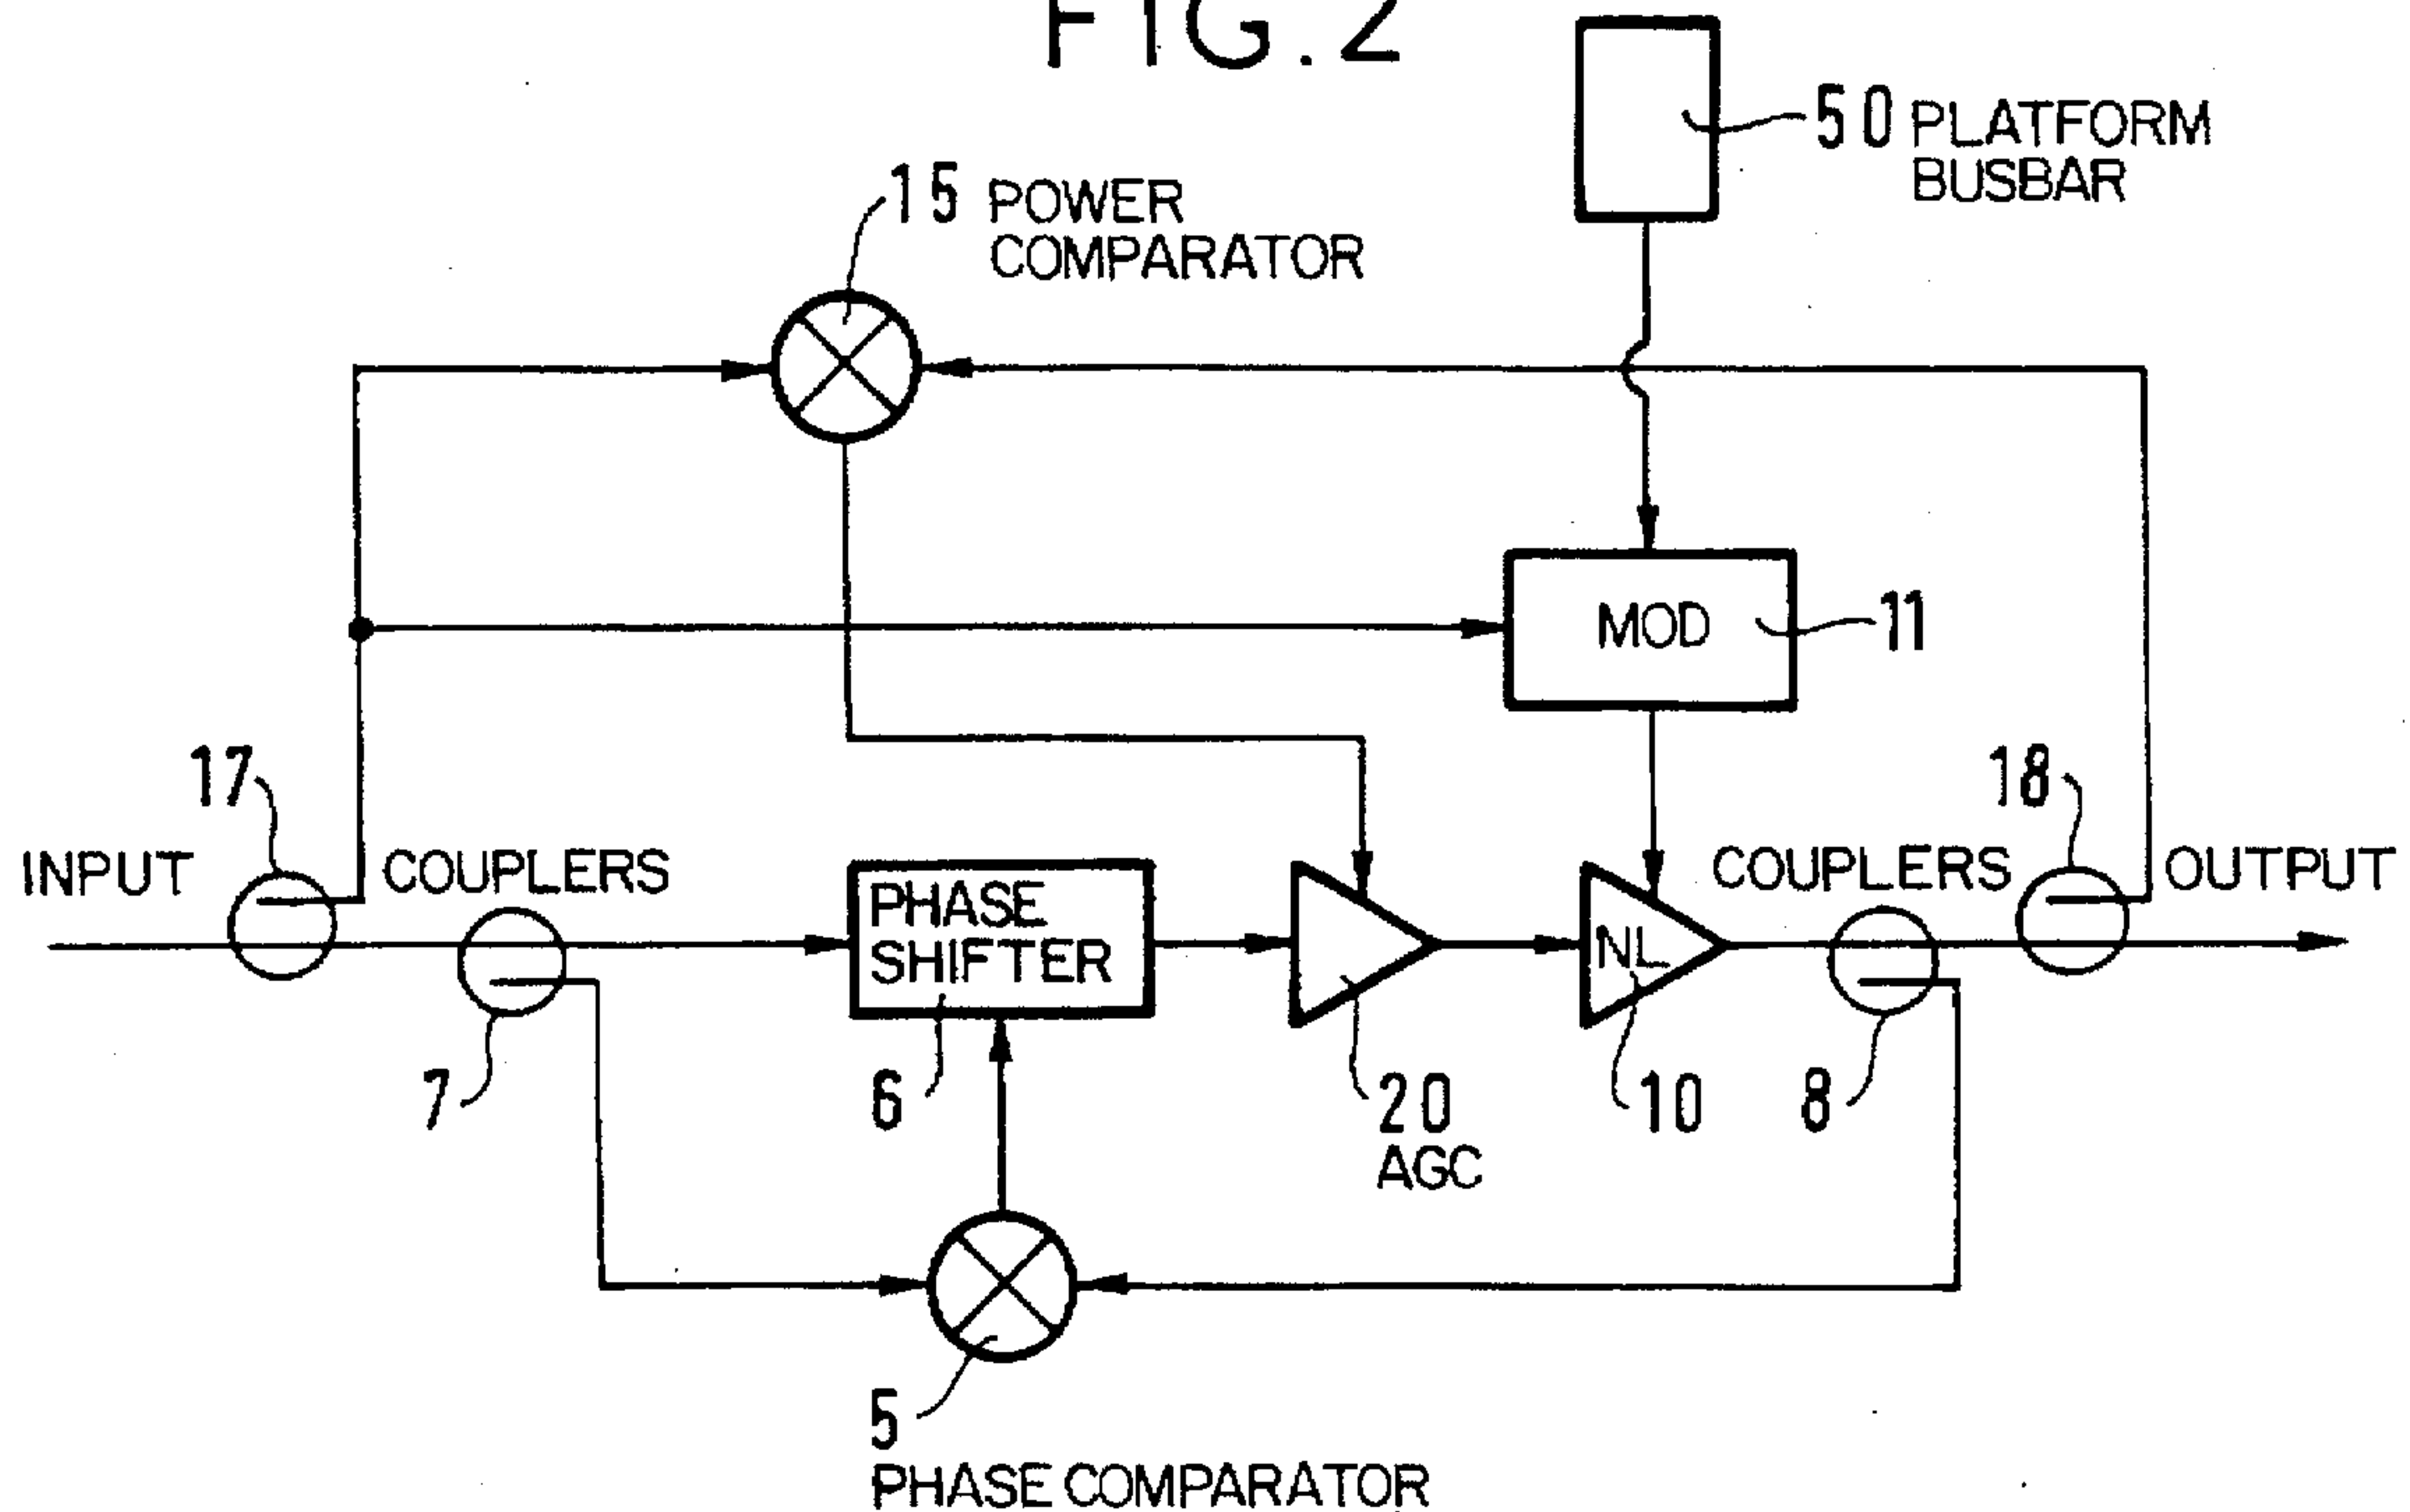 FIG.2
50 PLATFORM
BUSBAR
15 POWER
COMPARATOR
MOD
11
17
18
INPUT
COUPLERS
PHASE
SHIFTER
NL
COUPLERS
OUTPUT
7
6
20
AGC
10
8
5
PHASE COMPARATOR